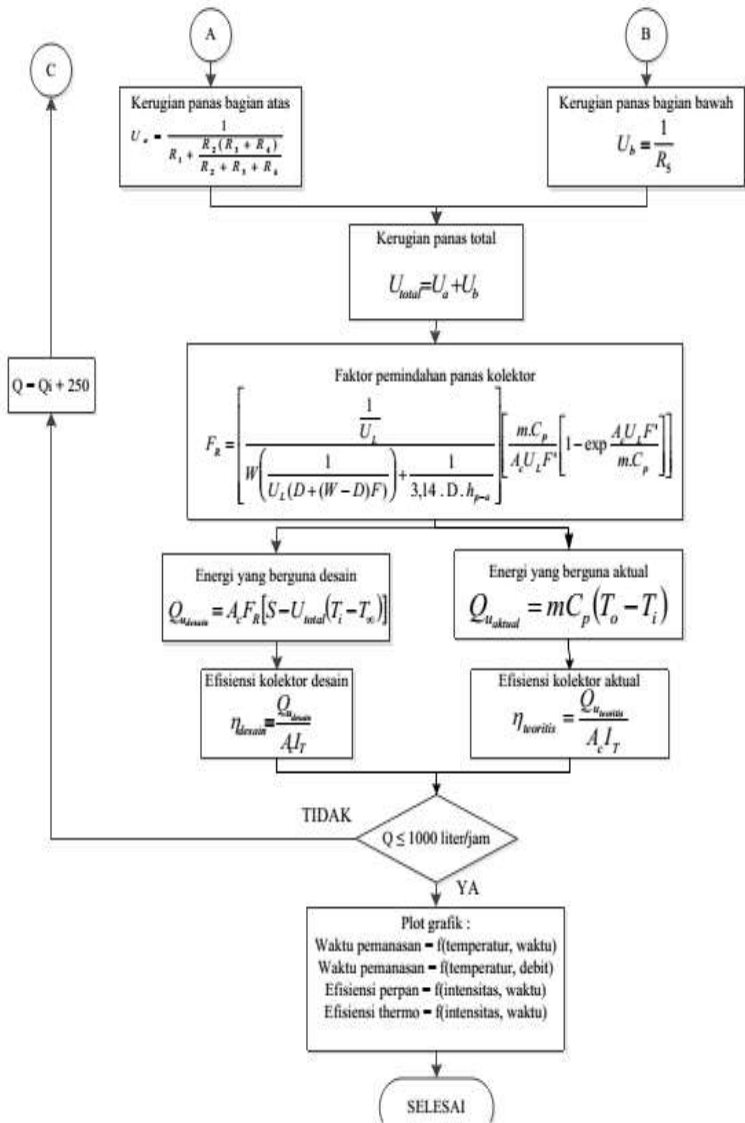 A
B
C
Kerugian panas bagian atas
U_a = 1 / (R_1 + R_2(R_3 + R_4) / (R_2 + R_3 + R_4))
Kerugian panas bagian bawah
U_b = 1 / R_5
Kerugian panas total
U_total = U_a + U_b
Q = Qi + 250
Faktor pemindahan panas kolektor
F_R = [ (1 / U_L) / (W(1 / (U_L(D + (W − D)F)) + 1 / (3,14 . D . h_p-a)) ] [ m.C_p / (A_c U_L F') [ 1 − exp A_c U_L F' / m.C_p ] ]
Energi yang berguna desain
Q_u_desain = A_c F_R [S − U_total (T_i − T_∞)]
Energi yang berguna aktual
Q_u_aktual = mC_p (T_o − T_i)
Efisiensi kolektor desain
η_desain = Q_u_desain / A_c I_T
Efisiensi kolektor aktual
η_teoritis = Q_u_teoritis / A_c I_T
TIDAK
Q ≤ 1000 liter/jam
YA
Plot grafik :
Waktu pemanasan = f(temperatur, waktu)
Waktu pemanasan = f(temperatur, debit)
Efisiensi perpan = f(intensitas, waktu)
Efisiensi thermo = f(intensitas, waktu)
SELESAI